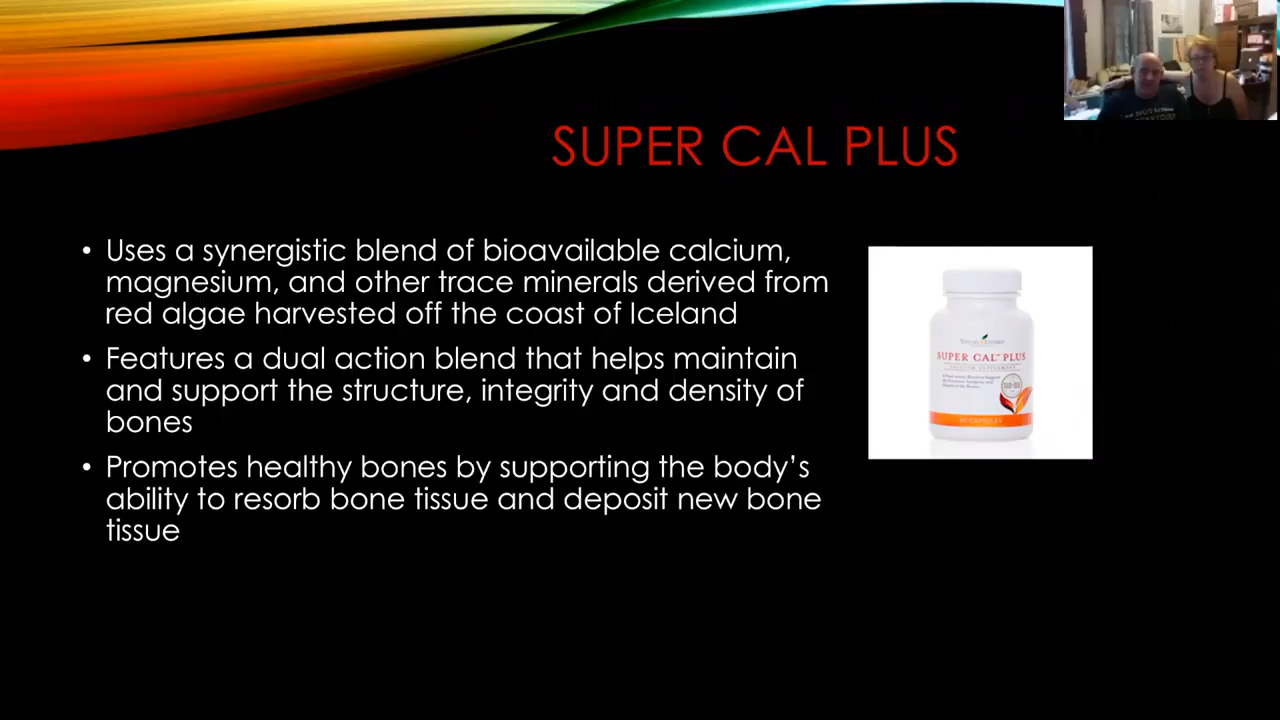 SUPER CAL PLUS
• Uses a synergistic blend of bioavailable calcium,
magnesium, and other trace minerals derived from
red algae harvested off the coast of Iceland
• Features a dual action blend that helps maintain
and support the structure, integrity and density of
bones
• Promotes healthy bones by supporting the body’s
ability to resorb bone tissue and deposit new bone
tissue
SUPER CAL™ PLUS
60 CAPSULES